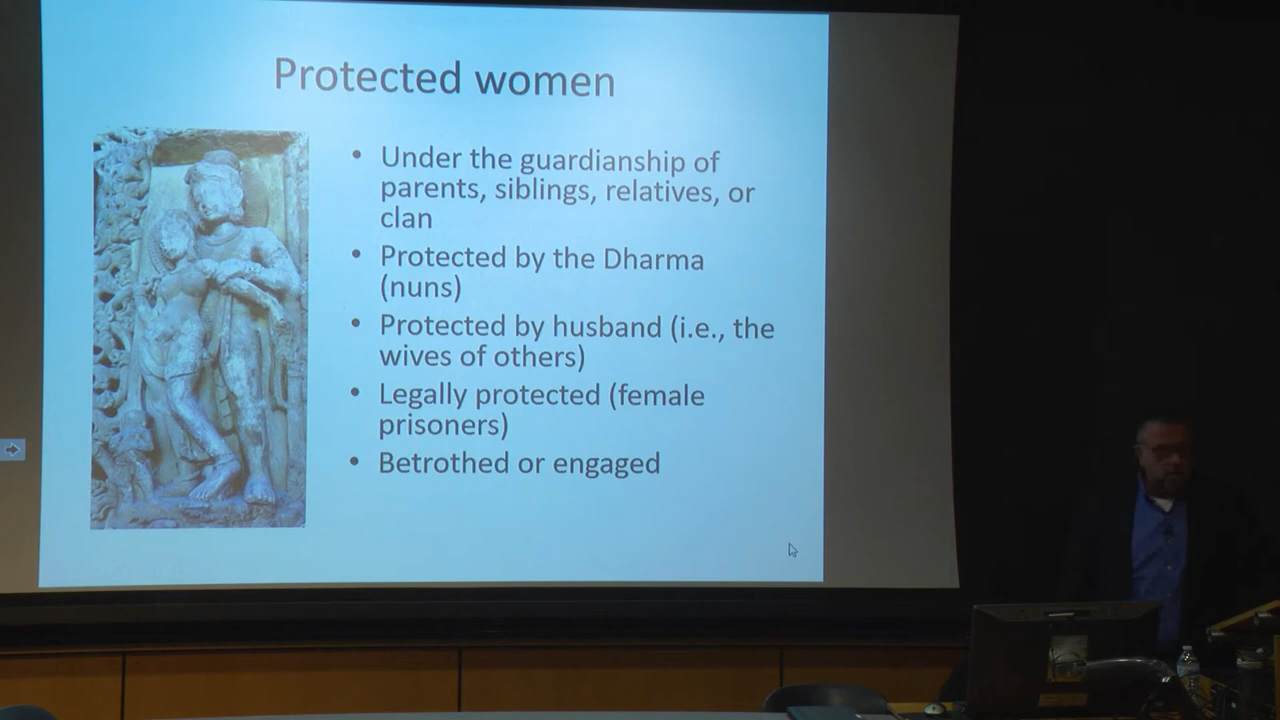 Protected women
• Under the guardianship of
parents, siblings, relatives, or
clan
• Protected by the Dharma
(nuns)
• Protected by husband (i.e., the
wives of others)
• Legally protected (female
prisoners)
• Betrothed or engaged